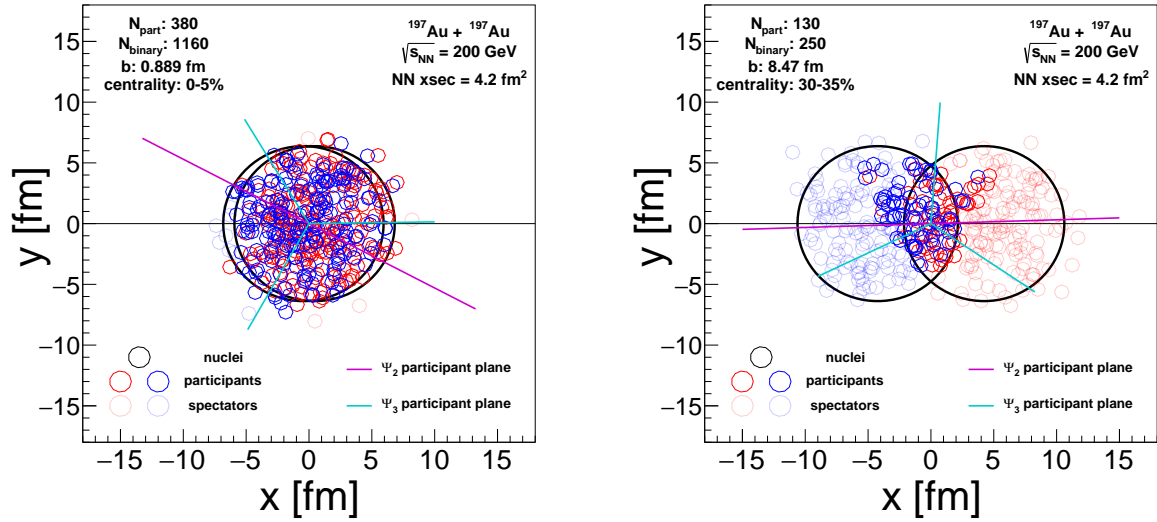 N_part: 380
N_binary: 1160
b: 0.889 fm
centrality: 0-5%
¹⁹⁷Au + ¹⁹⁷Au
√s_NN = 200 GeV
NN xsec = 4.2 fm²
15
10
5
0
−5
−10
−15
y [fm]
nuclei
participants
spectators
Ψ₂ participant plane
Ψ₃ participant plane
−15 −10 −5 0 5 10 15
x [fm]
N_part: 130
N_binary: 250
b: 8.47 fm
centrality: 30-35%
¹⁹⁷Au + ¹⁹⁷Au
√s_NN = 200 GeV
NN xsec = 4.2 fm²
15
10
5
0
−5
−10
−15
y [fm]
nuclei
participants
spectators
Ψ₂ participant plane
Ψ₃ participant plane
−15 −10 −5 0 5 10 15
x [fm]